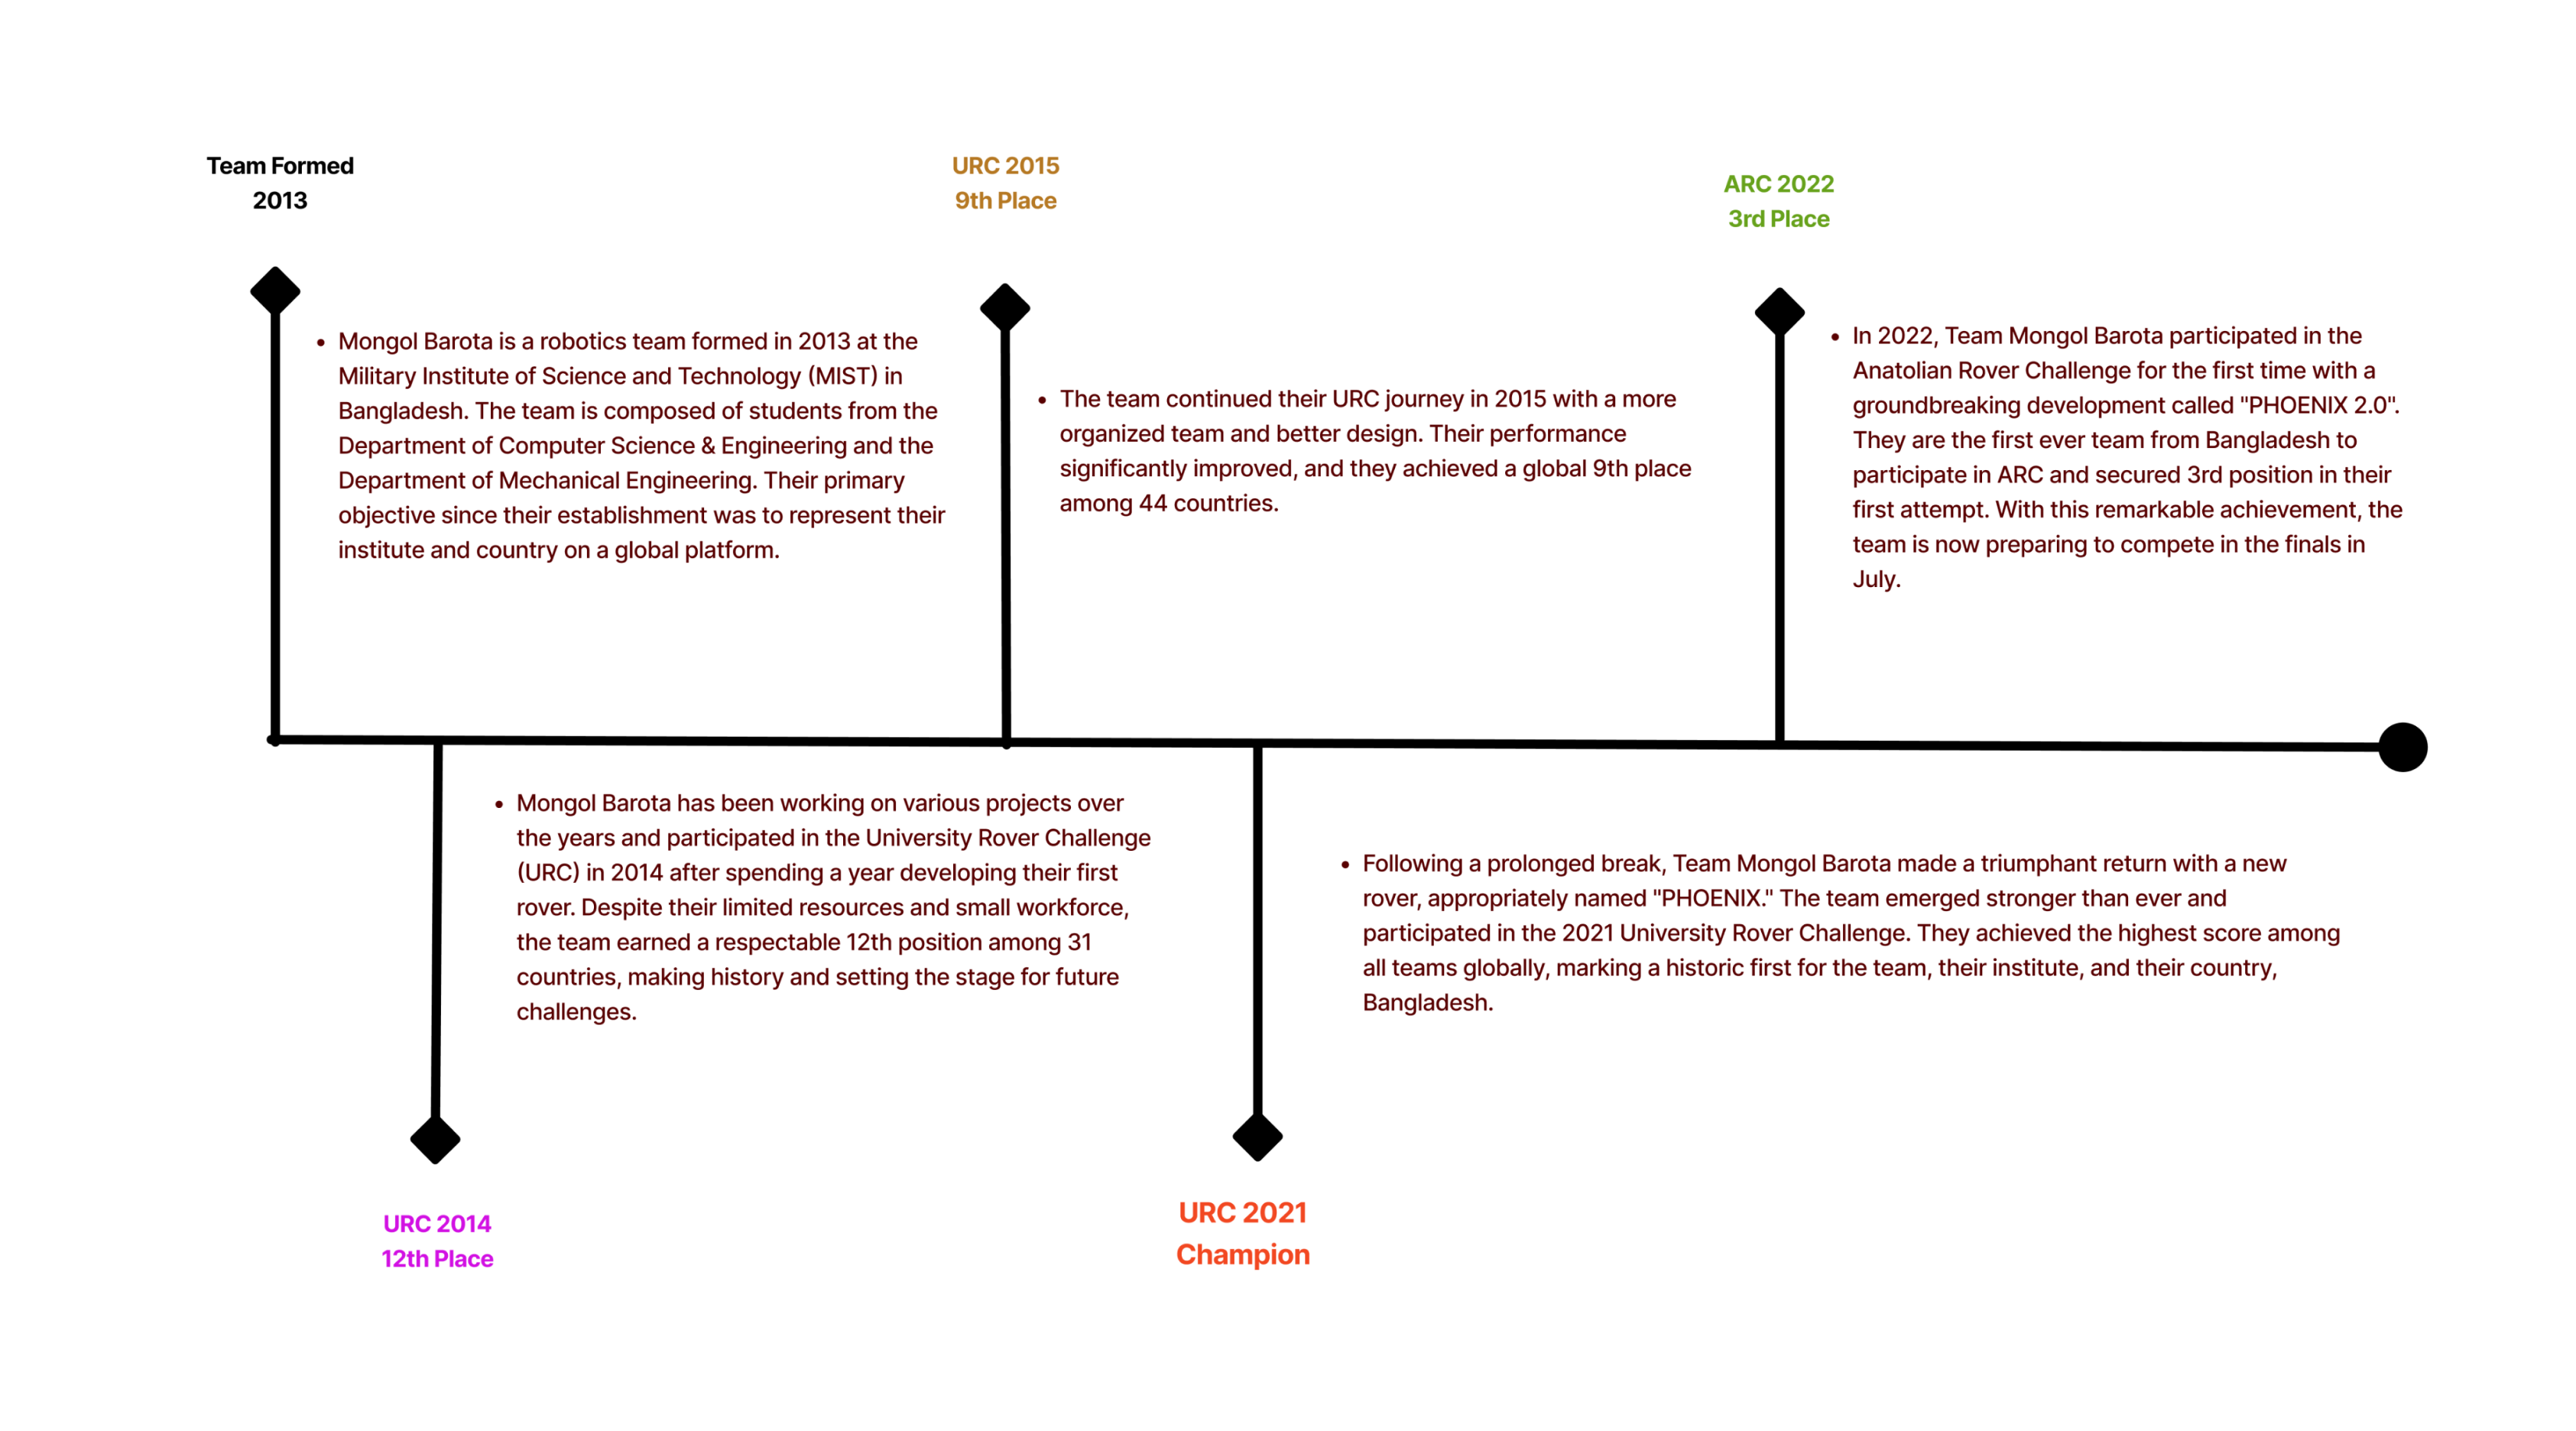 Team Formed
2013
Mongol Barota is a robotics team formed in 2013 at the
Military Institute of Science and Technology (MIST) in
Bangladesh. The team is composed of students from the
Department of Computer Science & Engineering and the
Department of Mechanical Engineering. Their primary
objective since their establishment was to represent their
institute and country on a global platform.
URC 2015
9th Place
The team continued their URC journey in 2015 with a more
organized team and better design. Their performance
significantly improved, and they achieved a global 9th place
among 44 countries.
ARC 2022
3rd Place
In 2022, Team Mongol Barota participated in the
Anatolian Rover Challenge for the first time with a
groundbreaking development called "PHOENIX 2.0".
They are the first ever team from Bangladesh to
participate in ARC and secured 3rd position in their
first attempt. With this remarkable achievement, the
team is now preparing to compete in the finals in
July.
Mongol Barota has been working on various projects over
the years and participated in the University Rover Challenge
(URC) in 2014 after spending a year developing their first
rover. Despite their limited resources and small workforce,
the team earned a respectable 12th position among 31
countries, making history and setting the stage for future
challenges.
URC 2014
12th Place
Following a prolonged break, Team Mongol Barota made a triumphant return with a new
rover, appropriately named "PHOENIX." The team emerged stronger than ever and
participated in the 2021 University Rover Challenge. They achieved the highest score among
all teams globally, marking a historic first for the team, their institute, and their country,
Bangladesh.
URC 2021
Champion